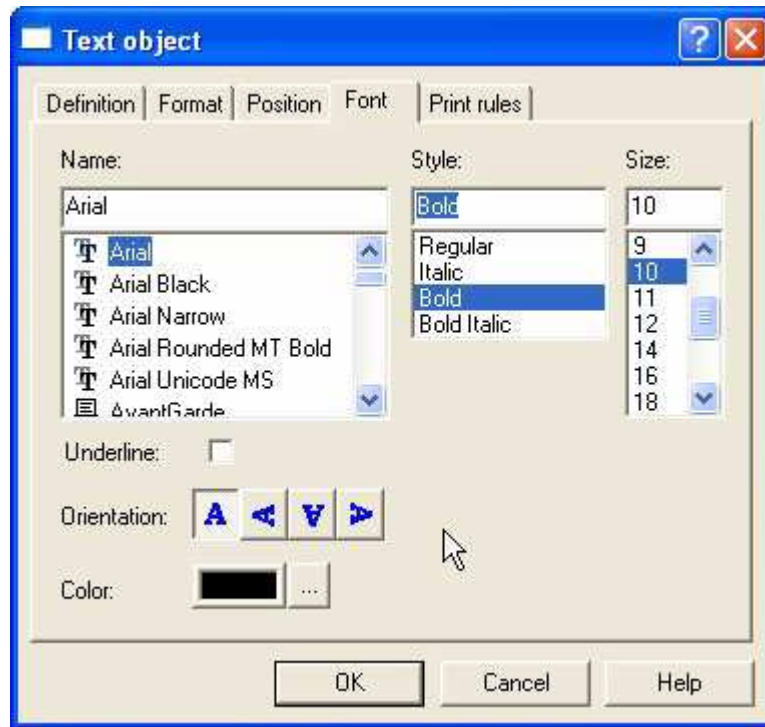 Text object ?
Definition Format Position Font Print rules
Name: Style: Size:
Arial Bold 10
Arial Regular 9
Arial Black Italic 10
Arial Narrow Bold 11
Arial Rounded MT Bold Bold Italic 12
Arial Unicode MS 14
AvantGarde 16
18
Underline:
Orientation: A A A A
Color: ...
OK Cancel Help